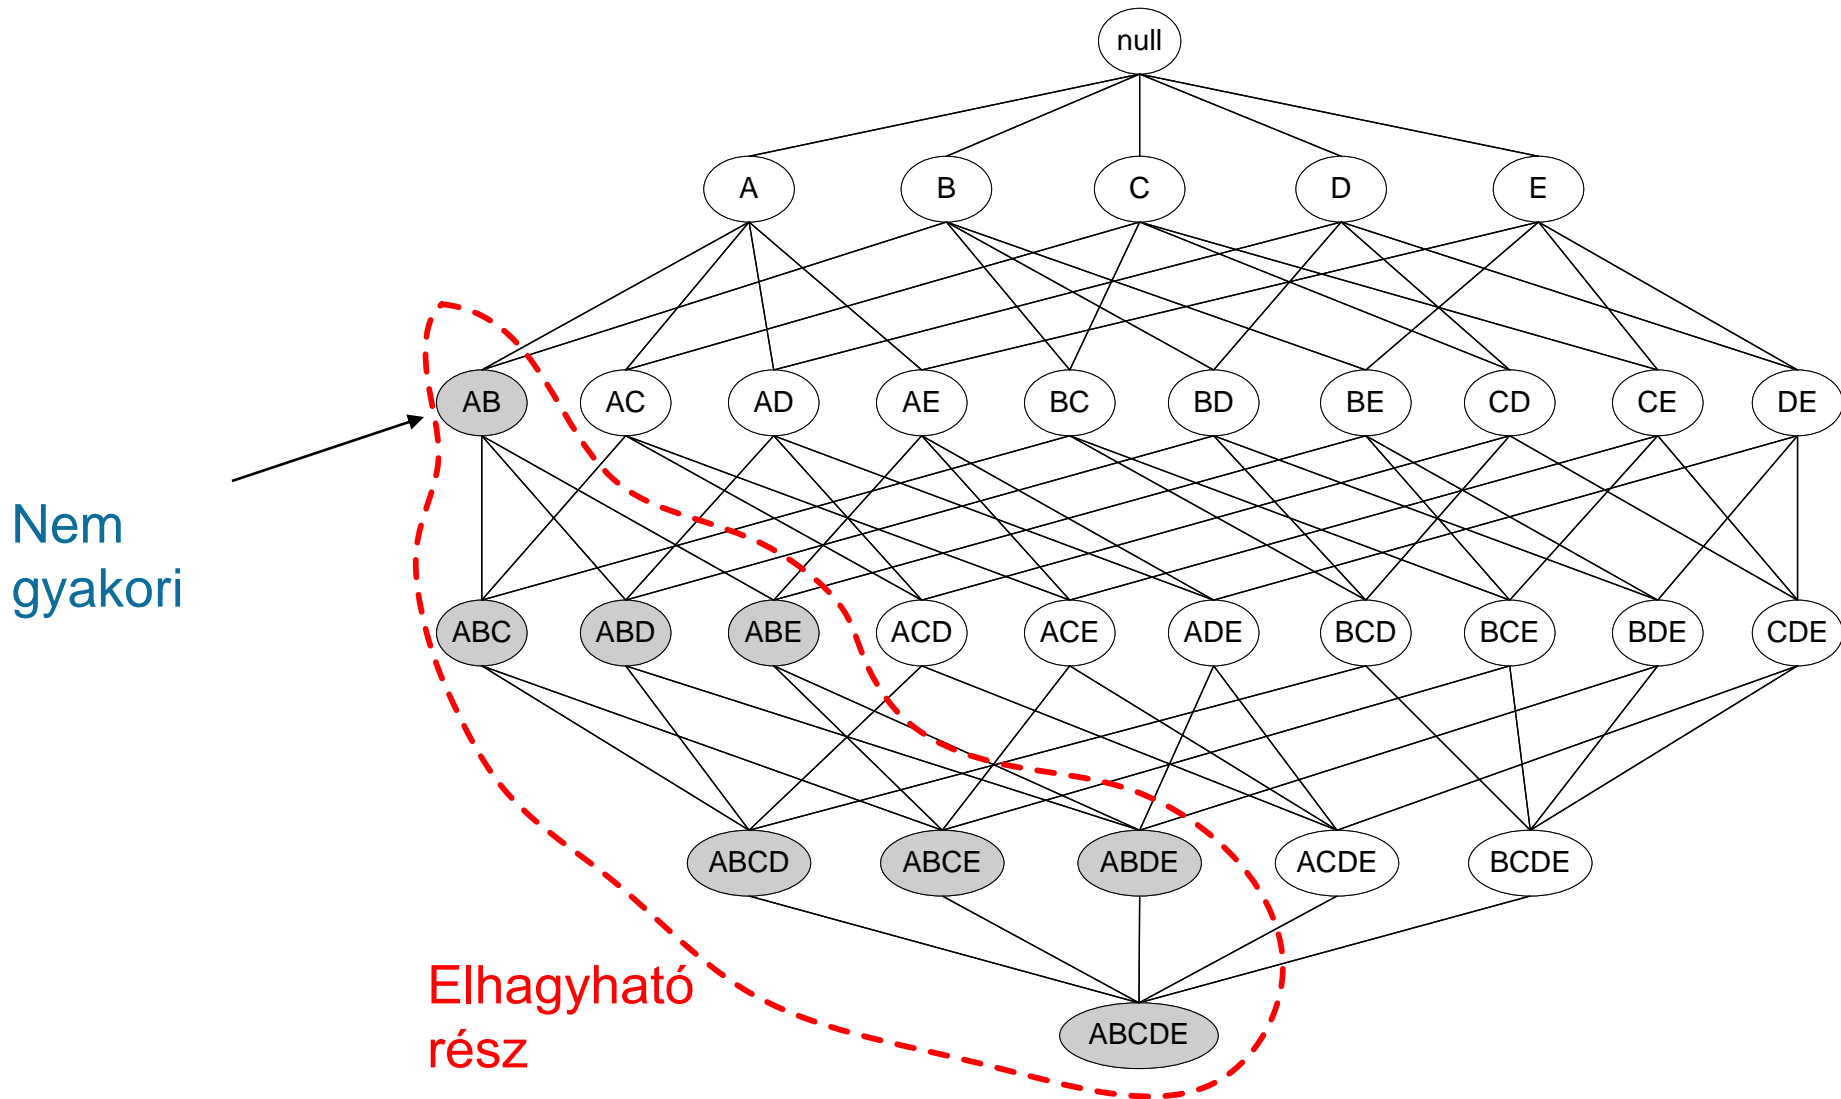 null
A B C D E
AB AC AD AE BC BD BE CD CE DE
Nem
gyakori
ABC ABD ABE ACD ACE ADE BCD BCE BDE CDE
ABCD ABCE ABDE ACDE BCDE
Elhagyható
rész
ABCDE